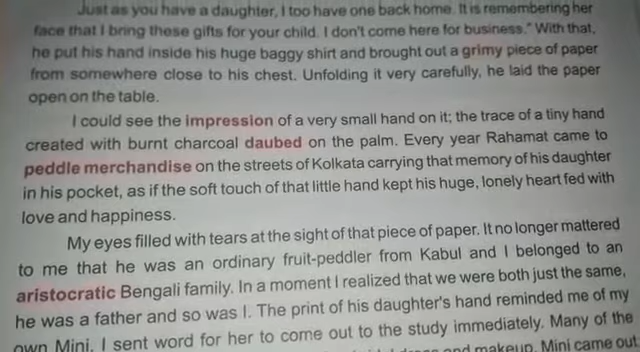 Just as you have a daughter, I too have one back home. It is remembering her
face that I bring these gifts for your child. I don't come here for business." With that,
he put his hand inside his huge baggy shirt and brought out a grimy piece of paper
from somewhere close to his chest. Unfolding it very carefully, he laid the paper
open on the table.
I could see the impression of a very small hand on it; the trace of a tiny hand
created with burnt charcoal daubed on the palm. Every year Rahamat came to
peddle merchandise on the streets of Kolkata carrying that memory of his daughter
in his pocket, as if the soft touch of that little hand kept his huge, lonely heart fed with
love and happiness.
My eyes filled with tears at the sight of that piece of paper. It no longer mattered
to me that he was an ordinary fruit-peddler from Kabul and I belonged to an
aristocratic Bengali family. In a moment I realized that we were both just the same,
he was a father and so was I. The print of his daughter's hand reminded me of my
own Mini. I sent word for her to come out to the study immediately. Many of the
and makeup. Mini came out